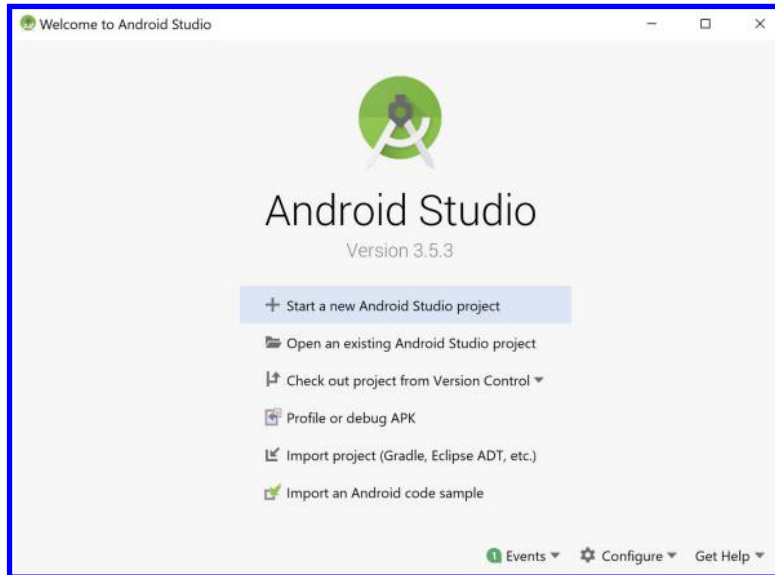 Welcome to Android Studio
Android Studio
Version 3.5.3
Start a new Android Studio project
Open an existing Android Studio project
Check out project from Version Control
Profile or debug APK
Import project (Gradle, Eclipse ADT, etc.)
Import an Android code sample
1 Events Configure Get Help